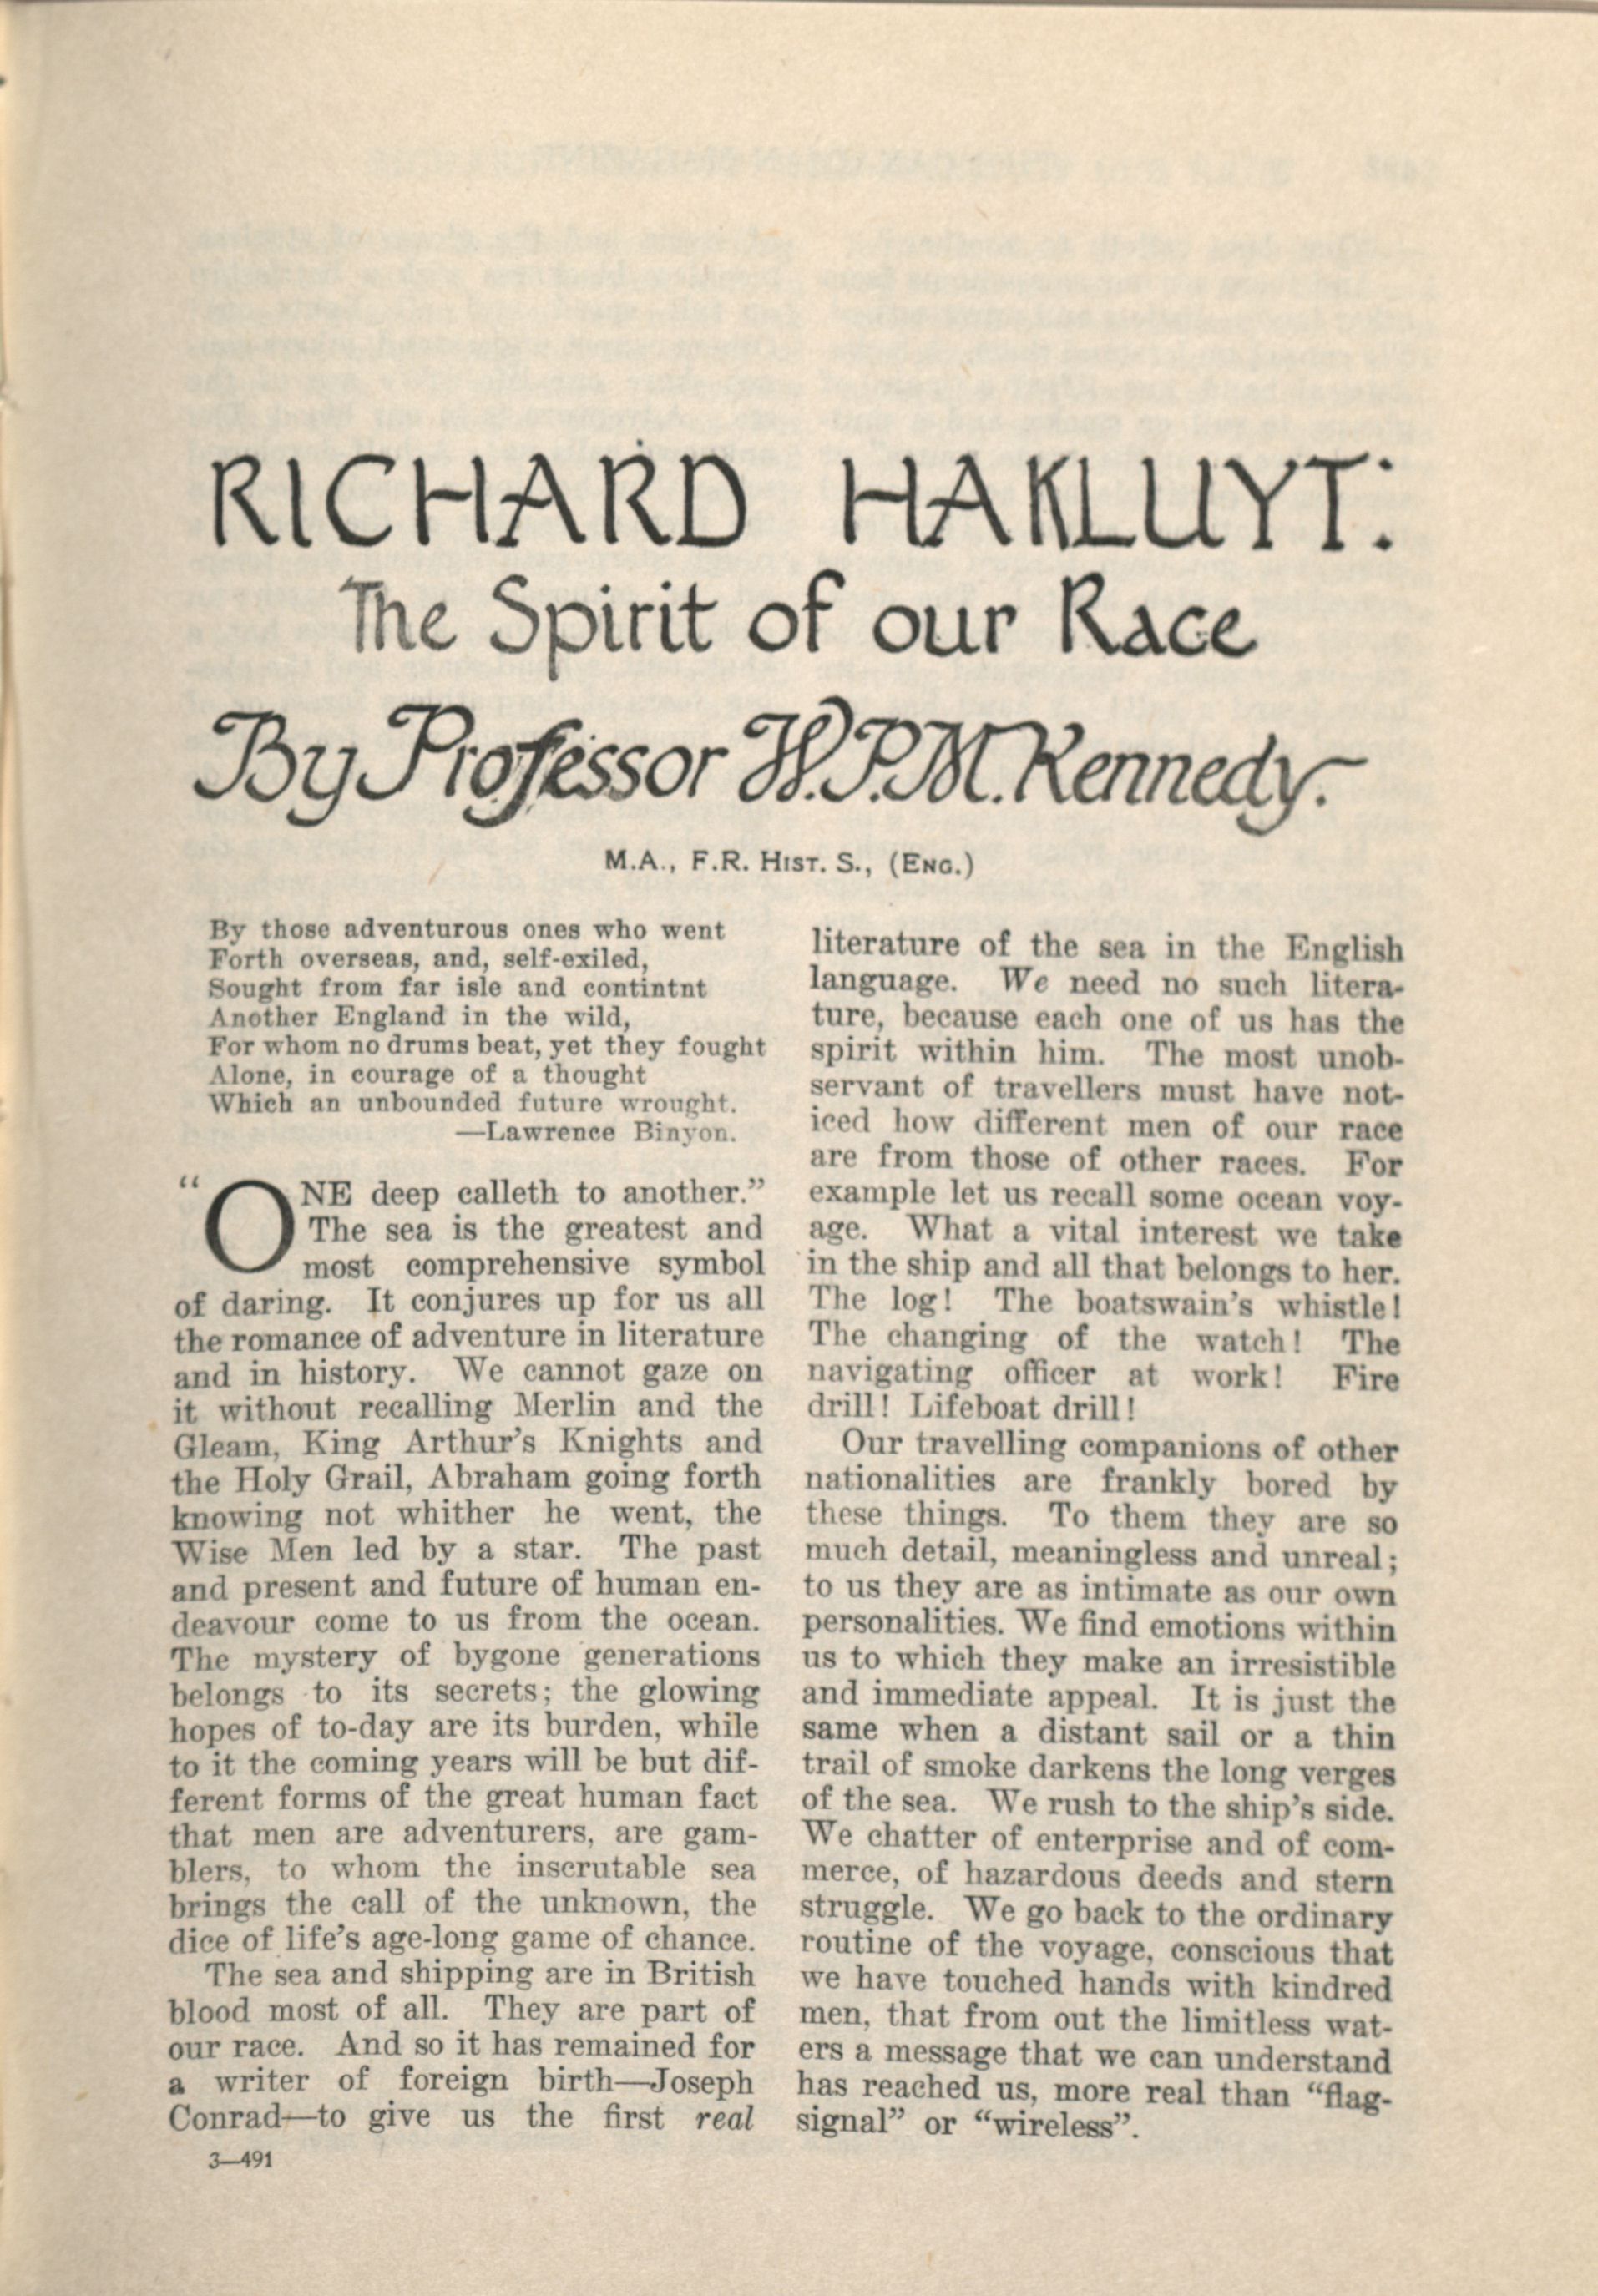 RICHARD HAKLUYT:
The Spirit of our Race
By Professor W.P.M. Kennedy.
M.A., F.R. HIST. S., (ENG.)
By those adventurous ones who went
Forth overseas, and, self-exiled,
Sought from far isle and contintnt
Another England in the wild,
For whom no drums beat, yet they fought
Alone, in courage of a thought
Which an unbounded future wrought.
—Lawrence Binyon.
“ONE deep calleth to another.”
The sea is the greatest and
most comprehensive symbol
of daring. It conjures up for us all
the romance of adventure in literature
and in history. We cannot gaze on
it without recalling Merlin and the
Gleam, King Arthur’s Knights and
the Holy Grail, Abraham going forth
knowing not whither he went, the
Wise Men led by a star. The past
and present and future of human en-
deavour come to us from the ocean.
The mystery of bygone generations
belongs to its secrets; the glowing
hopes of to-day are its burden, while
to it the coming years will be but dif-
ferent forms of the great human fact
that men are adventurers, are gam-
blers, to whom the inscrutable sea
brings the call of the unknown, the
dice of life’s age-long game of chance.
The sea and shipping are in British
blood most of all. They are part of
our race. And so it has remained for
a writer of foreign birth—Joseph
Conrad—to give us the first real
3—491
literature of the sea in the English
language. We need no such litera-
ture, because each one of us has the
spirit within him. The most unob-
servant of travellers must have not-
iced how different men of our race
are from those of other races. For
example let us recall some ocean voy-
age. What a vital interest we take
in the ship and all that belongs to her.
The log! The boatswain’s whistle!
The changing of the watch! The
navigating officer at work! Fire
drill! Lifeboat drill!
Our travelling companions of other
nationalities are frankly bored by
these things. To them they are so
much detail, meaningless and unreal;
to us they are as intimate as our own
personalities. We find emotions within
us to which they make an irresistible
and immediate appeal. It is just the
same when a distant sail or a thin
trail of smoke darkens the long verges
of the sea. We rush to the ship’s side.
We chatter of enterprise and of com-
merce, of hazardous deeds and stern
struggle. We go back to the ordinary
routine of the voyage, conscious that
we have touched hands with kindred
men, that from out the limitless wat-
ers a message that we can understand
has reached us, more real than “flag-
signal” or “wireless”.